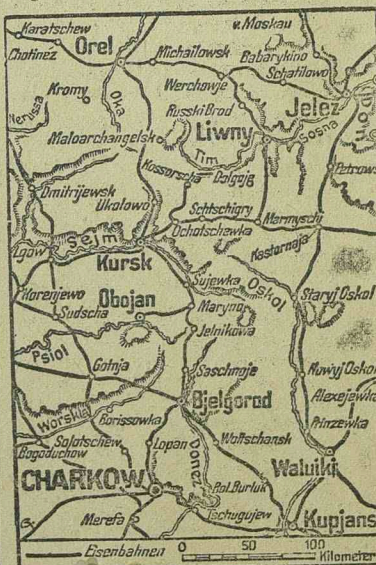 v. Moskau
Karatschew
Chotinez
Orel
Michailowsk
Babarykino
Schatilowo
Werchowje
Kromy
Oka
Russki Brod
Jelez
Don
Nerussa
Liwny
Sosna
Maloarchangelsk
Tim
Dolgoje
Kossorscha
Petrows
Dmitrijewsk
Ukolowo
Schtschigry
Marmyschi
Ochotschewka
Sejm
Kastornaja
Lgow
Kursk
Sujewka
Oskol
Korenjewo
Obojan
Staryj Oskol
Sudscha
Maryno
Jelnikowa
Psiol
Gotnja
Saschnoje
Nowyj Oskol
Alexejewka
Bjelgorod
Prinzewka
Worskla
Borissowka
Solotschew
Lopan
Woltschansk
Bogoduchow
Donez
Waluiki
CHARKOW
Bol. Burluk
Tschugujew
Merefa
Kupjans
Eisenbahnen
0 50 100
Kilometer